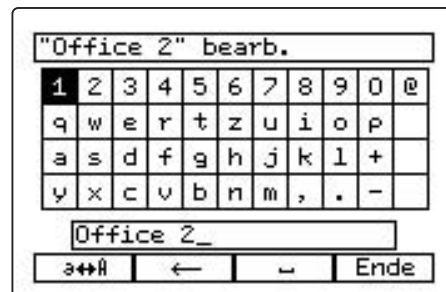 "Office 2" bearb.
1 2 3 4 5 6 7 8 9 0 @
q w e r t z u i o p
a s d f g h j k l +
y x c v b n m , . -
Office 2_
a↔A ← ⎵ Ende